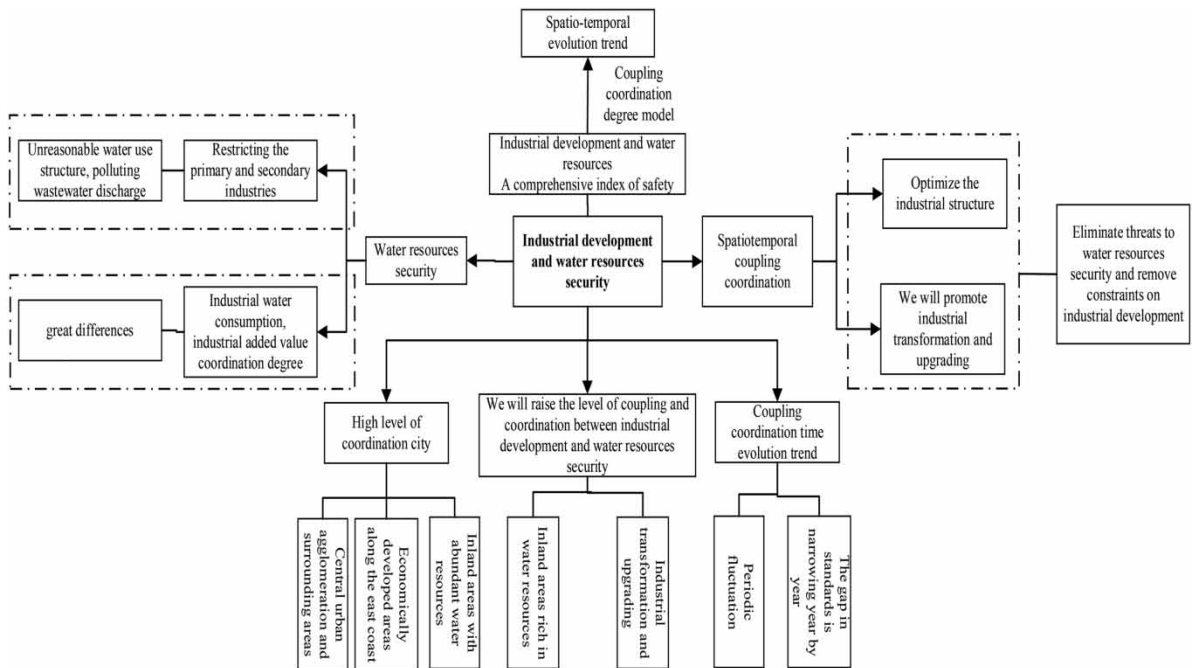 Spatio-temporal
evolution trend
Coupling
coordination
degree model
Industrial development and water
resources
A comprehensive index of safety
Unreasonable water use
structure, polluting
wastewater discharge
Restricting the
primary and secondary
industries
great differences
Industrial water
consumption,
industrial added value
coordination degree
Water resources
security
Industrial development
and water resources
security
Spatiotemporal
coupling
coordination
Optimize the
industrial structure
We will promote
industrial
transformation and
upgrading
Eliminate threats to
water resources
security and remove
constraints on
industrial development
High level of
coordination city
We will raise the level of coupling and
coordination between industrial
development and water resources
security
Coupling
coordination time
evolution trend
Central urban
agglomeration and
surrounding areas
Economically
developed areas
along the east coast
Inland areas with
abundant water
resources
Inland areas rich in
water resources
Industrial
transformation and
upgrading
Periodic
fluctuation
The gap in
standards is
narrowing year by
year